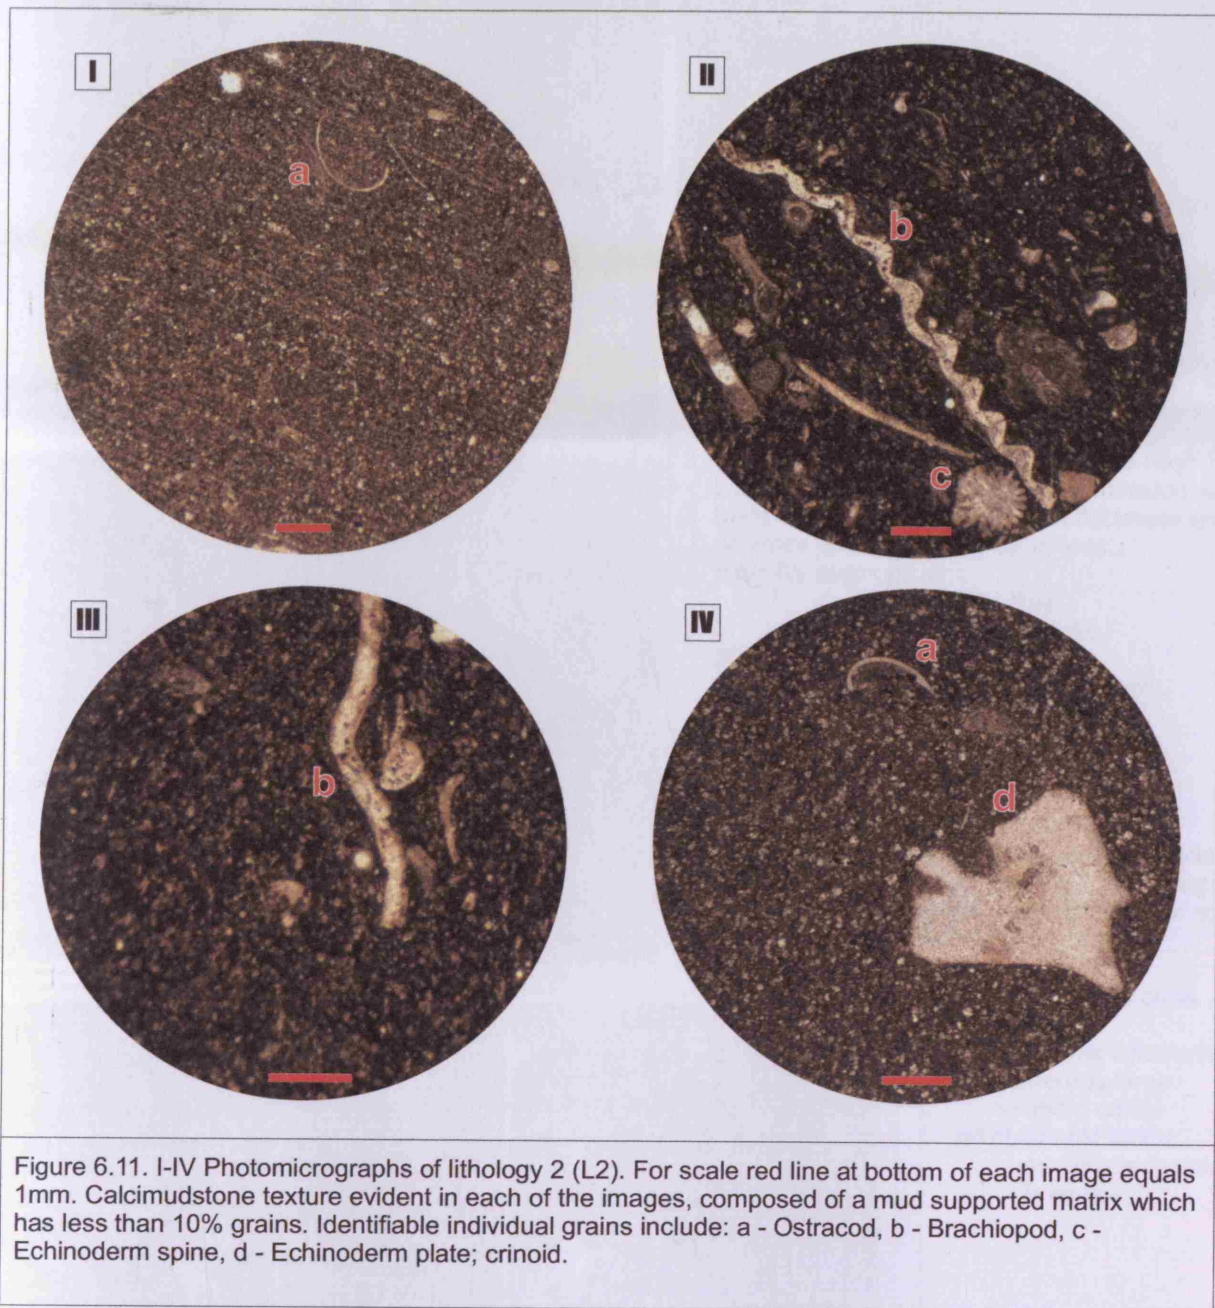 I
II
a
b
c
III
IV
a
b
d
Figure 6.11. I-IV Photomicrographs of lithology 2 (L2). For scale red line at bottom of each image equals
1mm. Calcimudstone texture evident in each of the images, composed of a mud supported matrix which
has less than 10% grains. Identifiable individual grains include: a - Ostracod, b - Brachiopod, c -
Echinoderm spine, d - Echinoderm plate; crinoid.